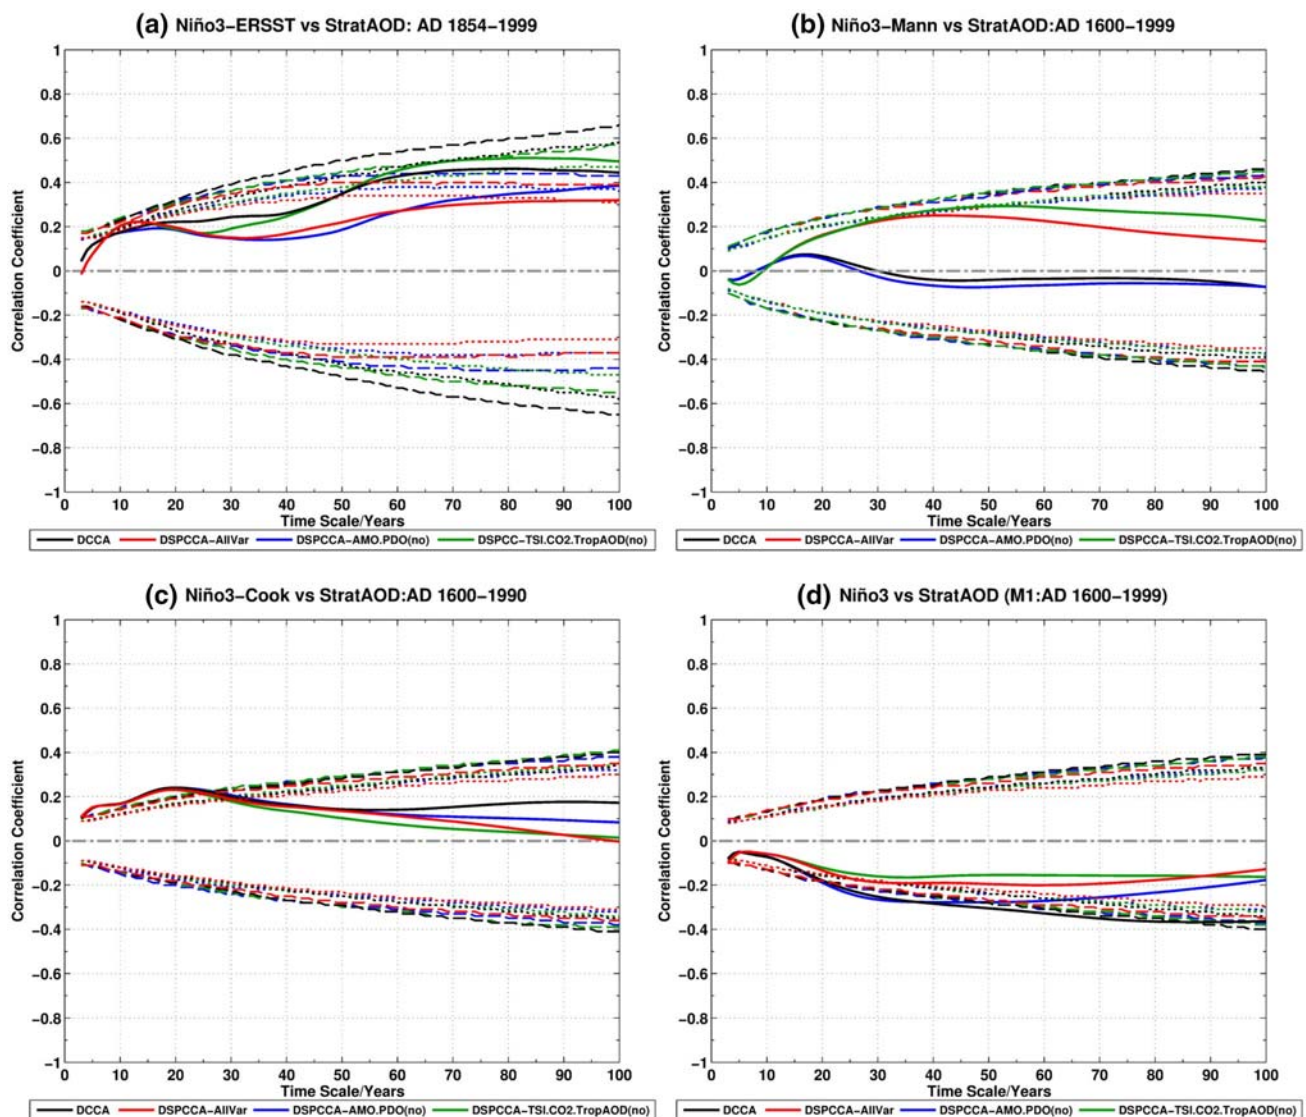 (a) Niño3-ERSST vs StratAOD: AD 1854-1999
Correlation Coefficient
1
0.8
0.6
0.4
0.2
0
-0.2
-0.4
-0.6
-0.8
-1
0 10 20 30 40 50 60 70 80 90 100
Time Scale/Years
DCCA DSPCCA-AllVar DSPCCA-AMO.PDO(no) DSPCC-TSI.CO2.TropAOD(no)
(b) Niño3-Mann vs StratAOD:AD 1600-1999
Correlation Coefficient
1
0.8
0.6
0.4
0.2
0
-0.2
-0.4
-0.6
-0.8
-1
0 10 20 30 40 50 60 70 80 90 100
Time Scale/Years
DCCA DSPCCA-AllVar DSPCCA-AMO.PDO(no) DSPCCA-TSI.CO2.TropAOD(no)
(c) Niño3-Cook vs StratAOD:AD 1600-1990
Correlation Coefficient
1
0.8
0.6
0.4
0.2
0
-0.2
-0.4
-0.6
-0.8
-1
0 10 20 30 40 50 60 70 80 90 100
Time Scale/Years
DCCA DSPCCA-AllVar DSPCCA-AMO.PDO(no) DSPCCA-TSI.CO2.TropAOD(no)
(d) Niño3 vs StratAOD (M1:AD 1600-1999)
Correlation Coefficient
1
0.8
0.6
0.4
0.2
0
-0.2
-0.4
-0.6
-0.8
-1
0 10 20 30 40 50 60 70 80 90 100
Time Scale/Years
DCCA DSPCCA-AllVar DSPCCA-AMO.PDO(no) DSPCCA-TSI.CO2.TropAOD(no)